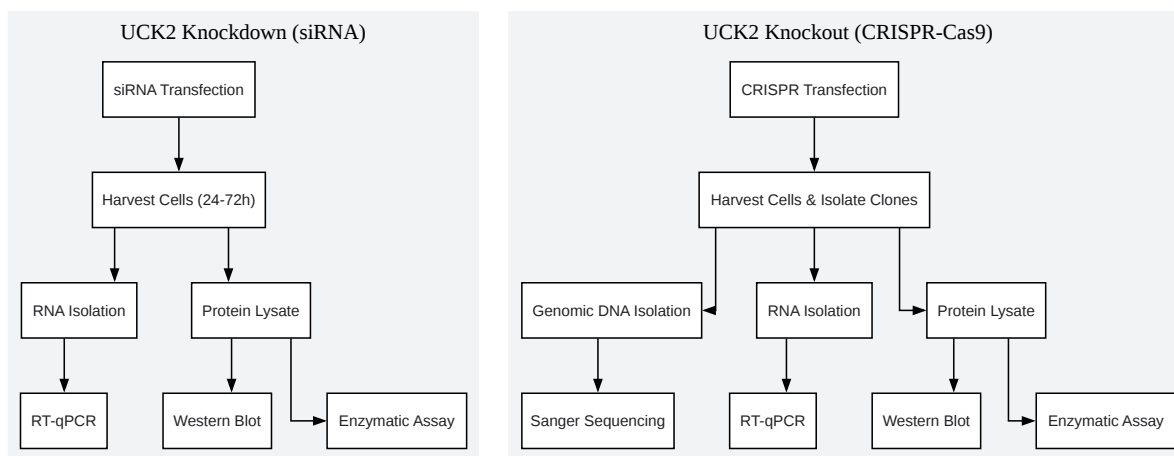 UCK2 Knockdown (siRNA)
siRNA Transfection
Harvest Cells (24-72h)
RNA Isolation
Protein Lysate
RT-qPCR
Western Blot
Enzymatic Assay
UCK2 Knockout (CRISPR-Cas9)
CRISPR Transfection
Harvest Cells & Isolate Clones
Genomic DNA Isolation
RNA Isolation
Protein Lysate
Sanger Sequencing
RT-qPCR
Western Blot
Enzymatic Assay